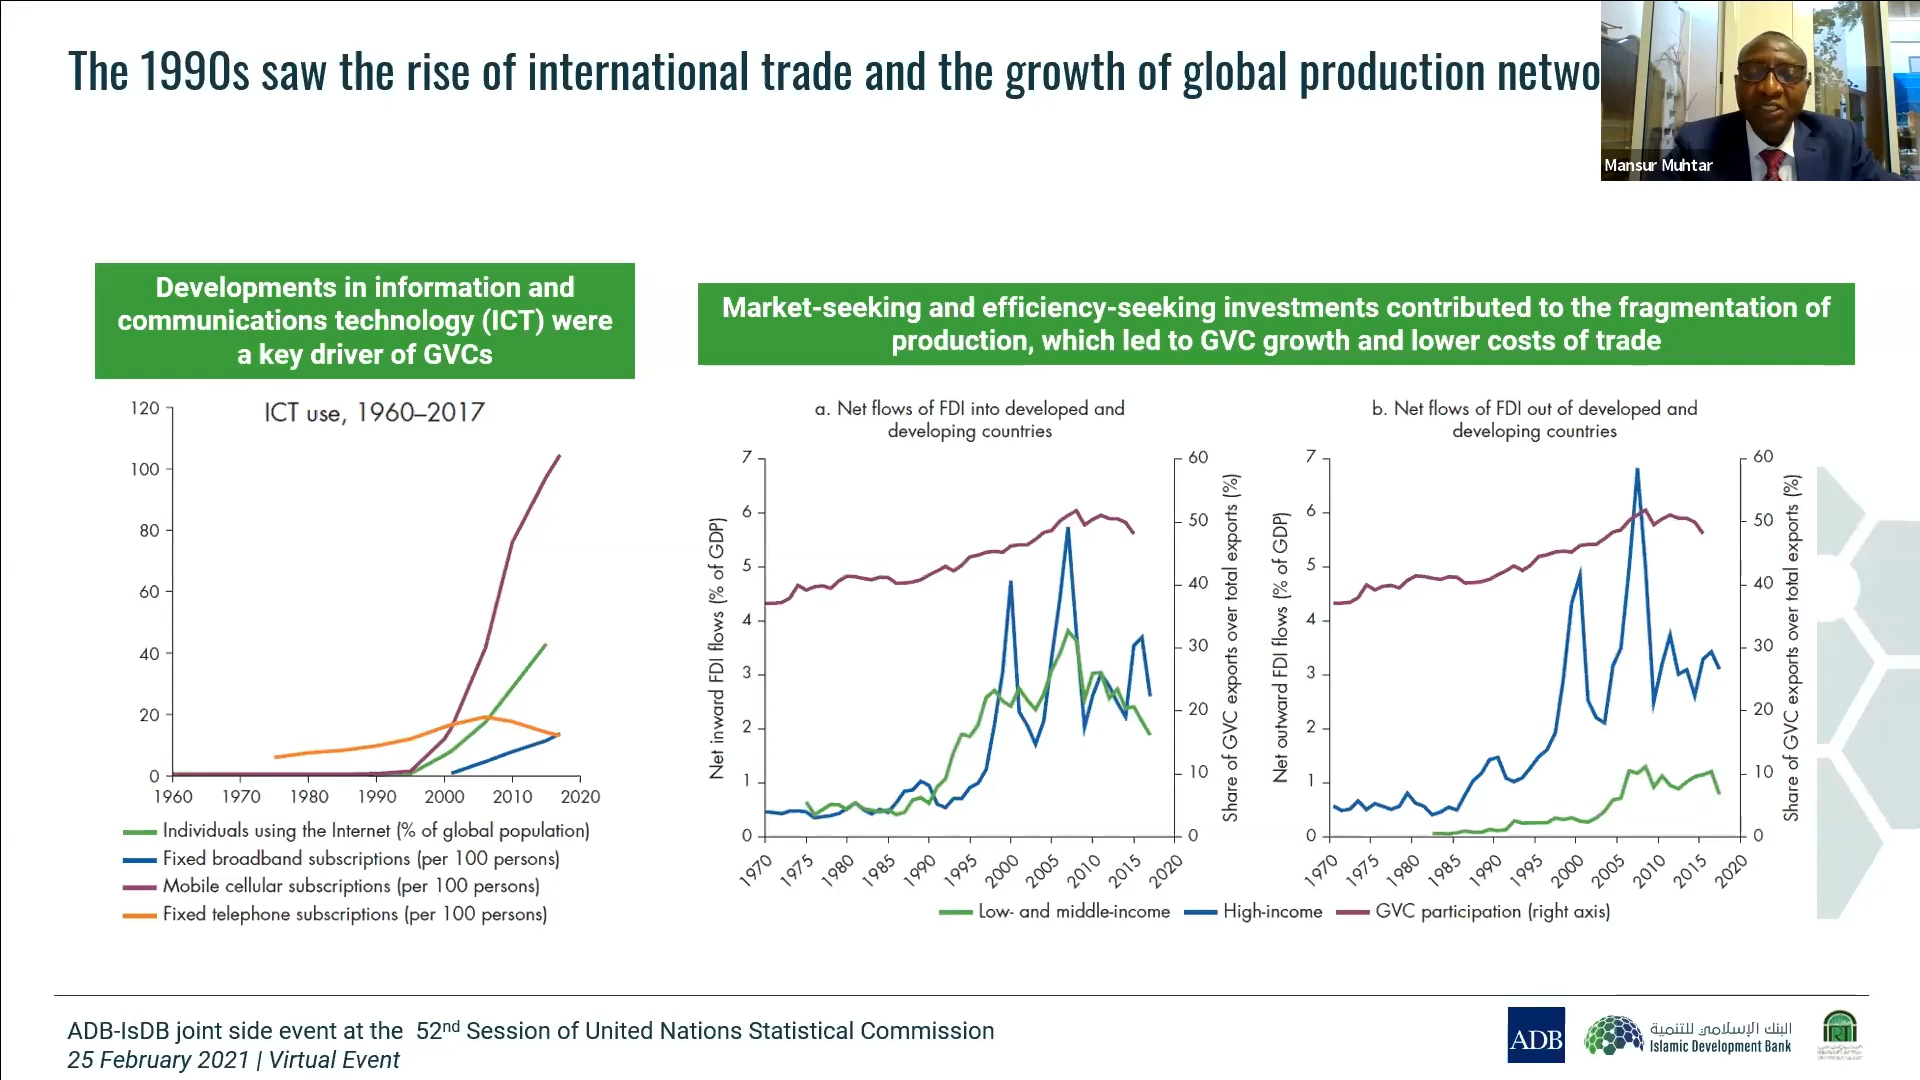 The 1990s saw the rise of international trade and the growth of global production netwo
Mansur Muhtar
Developments in information and
communications technology (ICT) were
a key driver of GVCs
Market-seeking and efficiency-seeking investments contributed to the fragmentation of
production, which led to GVC growth and lower costs of trade
ICT use, 1960–2017
120
100
80
60
40
20
0
1960 1970 1980 1990 2000 2010 2020
Individuals using the Internet (% of global population)
Fixed broadband subscriptions (per 100 persons)
Mobile cellular subscriptions (per 100 persons)
Fixed telephone subscriptions (per 100 persons)
a. Net flows of FDI into developed and
developing countries
Net inward FDI flows (% of GDP)
7
6
5
4
3
2
1
0
60
50
40
30
20
10
0
Share of GVC exports over total exports (%)
1970 1975 1980 1985 1990 1995 2000 2005 2010 2015 2020
b. Net flows of FDI out of developed and
developing countries
Net outward FDI flows (% of GDP)
7
6
5
4
3
2
1
0
60
50
40
30
20
10
0
Share of GVC exports over total exports (%)
1970 1975 1980 1985 1990 1995 2000 2005 2010 2015 2020
Low- and middle-income High-income GVC participation (right axis)
ADB-IsDB joint side event at the 52nd Session of United Nations Statistical Commission
25 February 2021 | Virtual Event
ADB
البنك الإسلامي للتنمية
Islamic Development Bank
IRTI